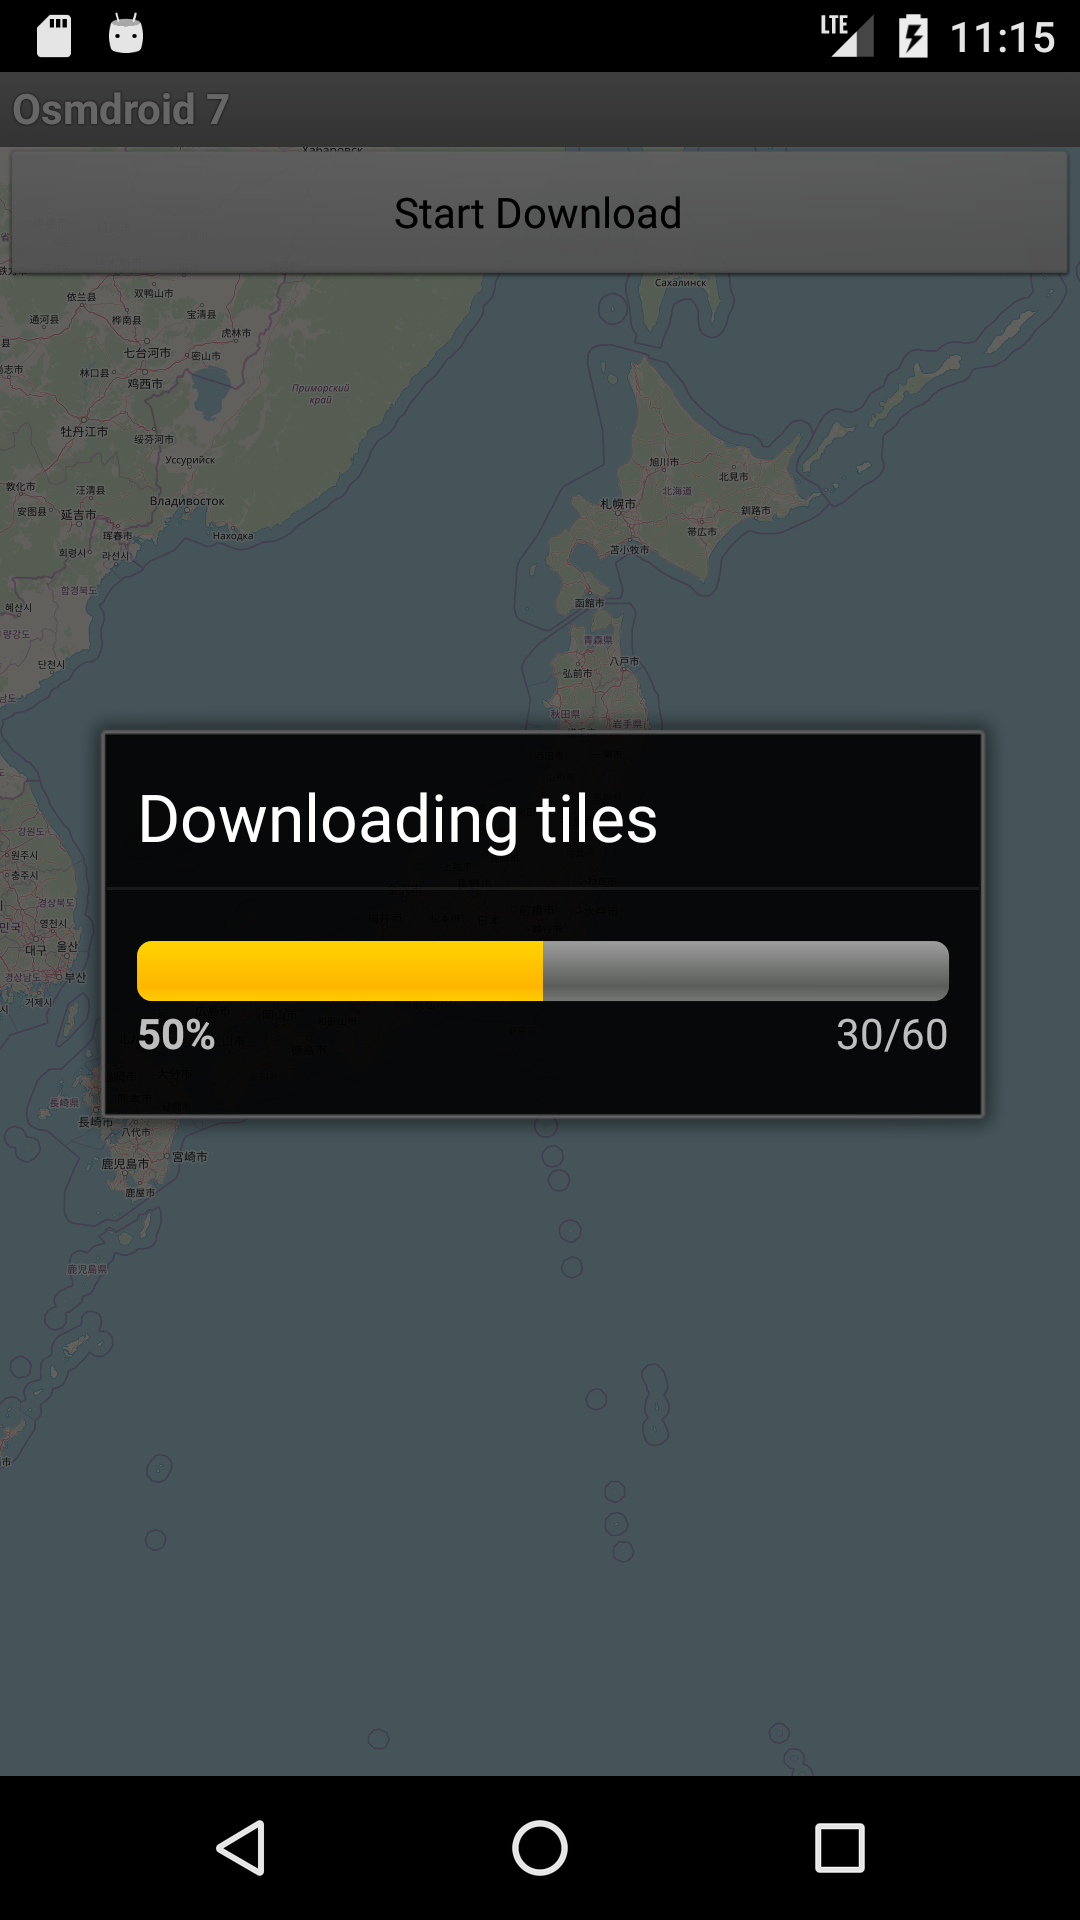 LTE 11:15
Osmdroid 7
Хабаровск
Start Download
Сахалинск
依兰县
双鸭山市
通河县
桦南县
宝清县
虎林市
七台河市
密山市
林口县
鸡西市
Приморский
край
牡丹江市
绥芬河市
Уссурийск
旭川市
北見市
北海道
敦化市
汪清县
Владивосток
札幌市
安图县
延吉市
釧路市
珲春市
Находка
帯広市
회령시
라선시
苫小牧市
함경북도
혜산시
函館市
량강도
青森県
단천시
弘前市
八戸市
남도
秋田県
岩手県
Downloading tiles
강원도
원주시
충주시
경상북도
민국
영천시
대구
울산
경상남도
부산
거제시
50%
30/60
長崎県
長崎市
八代市
鹿児島市
宮崎市
鹿屋市
鹿児島県